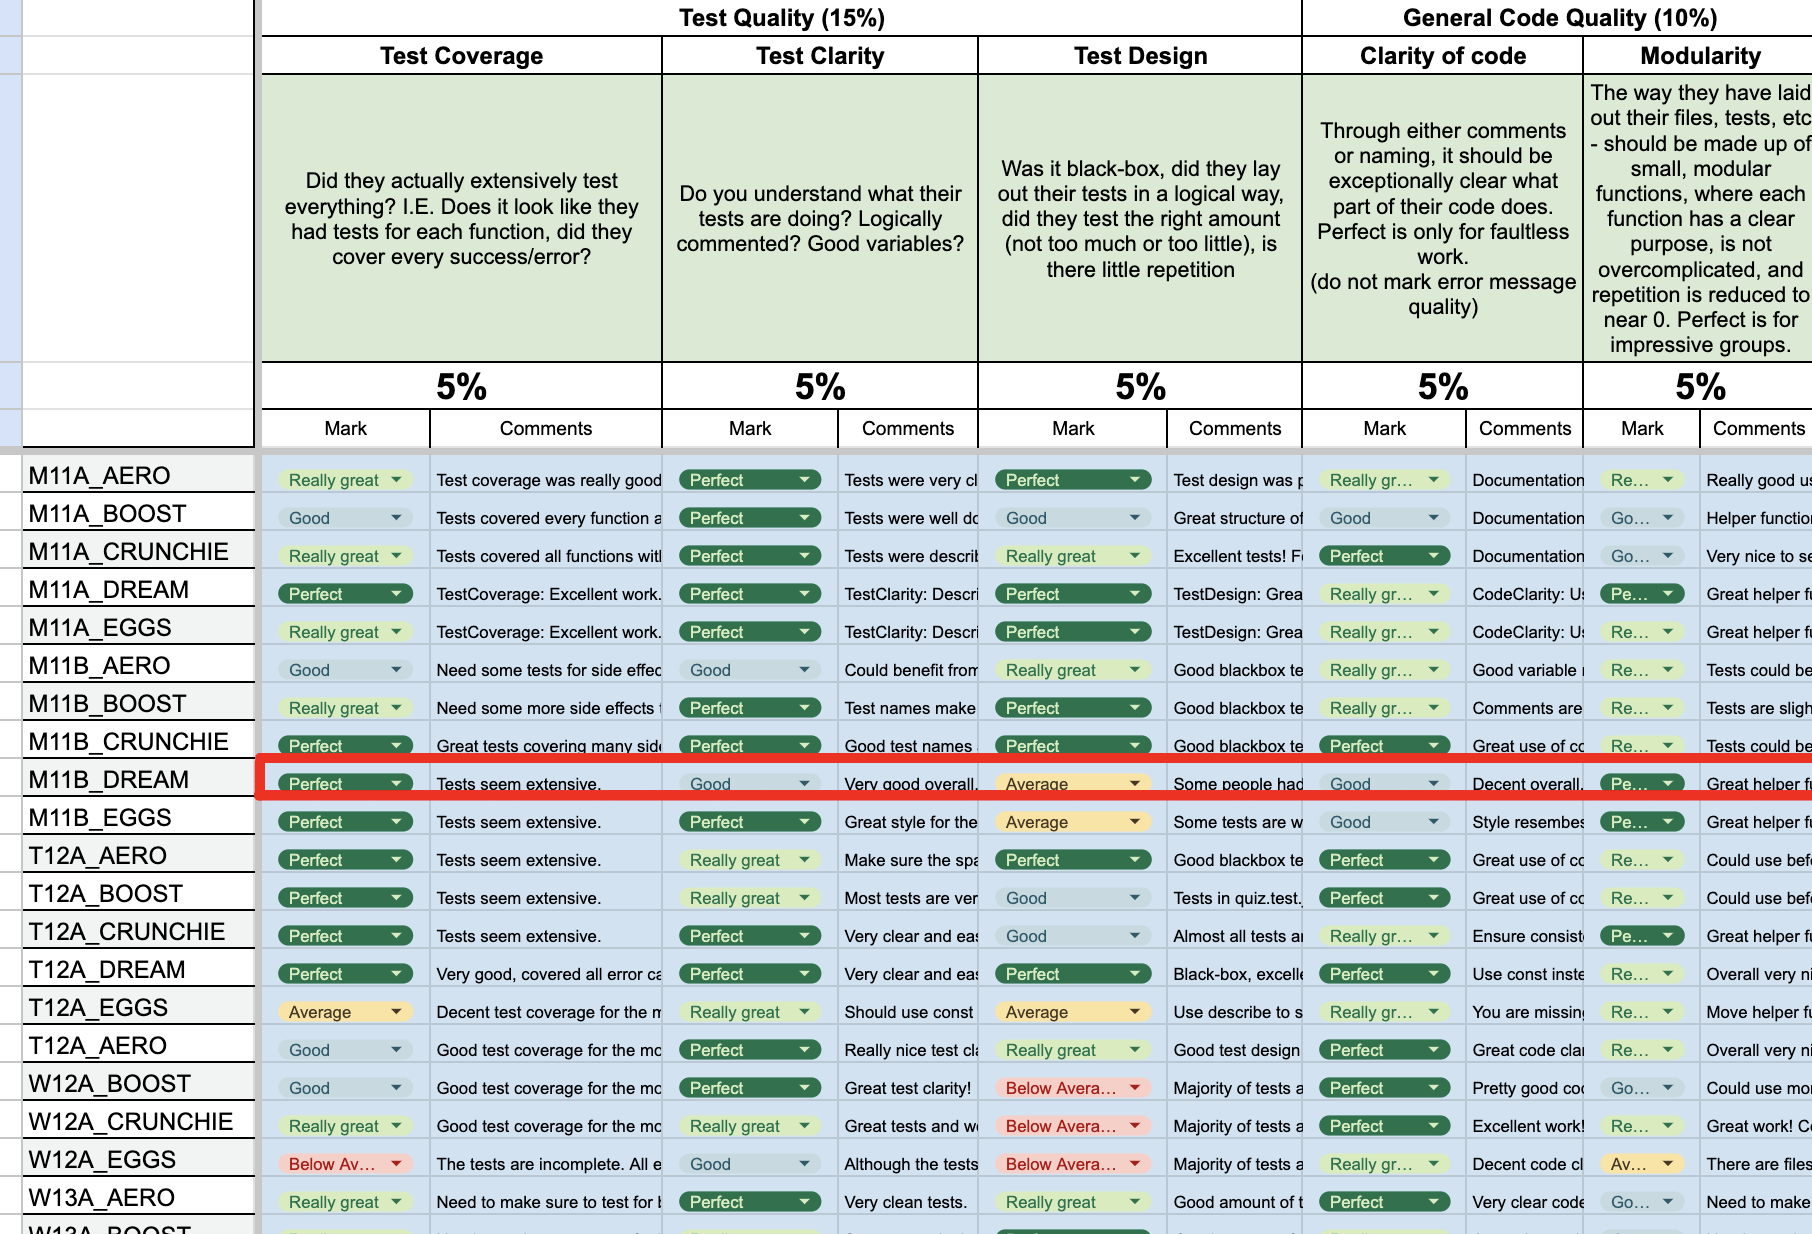 Test Quality (15%) General Code Quality (10%)
Test Coverage Test Clarity Test Design Clarity of code Modularity
Did they actually extensively test
everything? I.E. Does it look like they
had tests for each function, did they
cover every success/error?
Do you understand what their
tests are doing? Logically
commented? Good variables?
Was it black-box, did they lay
out their tests in a logical way,
did they test the right amount
(not too much or too little), is
there little repetition
Through either comments
or naming, it should be
exceptionally clear what
part of their code does.
Perfect is only for faultless
work.
(do not mark error message
quality)
The way they have laid
out their files, tests, etc
- should be made up of
small, modular
functions, where each
function has a clear
purpose, is not
overcomplicated, and
repetition is reduced to
near 0. Perfect is for
impressive groups.
5% 5% 5% 5% 5%
Mark Comments Mark Comments Mark Comments Mark Comments Mark Comments
M11A_AERO Really great Test coverage was really good Perfect Tests were very cl Perfect Test design was p Really gr... Documentation Re... Really good us
M11A_BOOST Good Tests covered every function a Perfect Tests were well do Good Great structure of Good Documentation Go... Helper function
M11A_CRUNCHIE Really great Tests covered all functions with Perfect Tests were describ Really great Excellent tests! F Perfect Documentation Go... Very nice to se
M11A_DREAM Perfect TestCoverage: Excellent work. Perfect TestClarity: Descri Perfect TestDesign: Grea Really gr... CodeClarity: Us Pe... Great helper fu
M11A_EGGS Really great TestCoverage: Excellent work. Perfect TestClarity: Descri Perfect TestDesign: Grea Really gr... CodeClarity: Us Re... Great helper fu
M11B_AERO Good Need some tests for side effec Good Could benefit from Really great Good blackbox te Really gr... Good variable Re... Tests could be
M11B_BOOST Really great Need some more side effects Perfect Test names make Perfect Good blackbox te Really gr... Comments are Re... Tests are sligh
M11B_CRUNCHIE Perfect Great tests covering many side Perfect Good test names Perfect Good blackbox te Perfect Great use of co Re... Tests could be
M11B_DREAM Perfect Tests seem extensive. Good Very good overall. Average Some people had Good Decent overall. Pe... Great helper fu
M11B_EGGS Perfect Tests seem extensive. Perfect Great style for the Average Some tests are w Good Style resembes Pe... Great helper fu
T12A_AERO Perfect Tests seem extensive. Really great Make sure the spa Perfect Good blackbox te Perfect Great use of co Re... Could use befo
T12A_BOOST Perfect Tests seem extensive. Really great Most tests are ver Good Tests in quiz.test. Perfect Great use of co Re... Could use befo
T12A_CRUNCHIE Perfect Tests seem extensive. Perfect Very clear and eas Good Almost all tests ar Really gr... Ensure consist Pe... Great helper fu
T12A_DREAM Perfect Very good, covered all error ca Perfect Very clear and eas Perfect Black-box, excelle Perfect Use const inste Re... Overall very ni
T12A_EGGS Average Decent test coverage for the m Really great Should use const Average Use describe to s Really gr... You are missing Re... Move helper fu
T12A_AERO Good Good test coverage for the mo Perfect Really nice test cla Really great Good test design Perfect Great code clar Re... Overall very ni
W12A_BOOST Good Good test coverage for the mo Perfect Great test clarity! Below Avera... Majority of tests a Perfect Pretty good coc Go... Could use mor
W12A_CRUNCHIE Really great Good test coverage for the mo Really great Great tests and we Below Avera... Majority of tests a Perfect Excellent work! Re... Great work! Co
W12A_EGGS Below Av... The tests are incomplete. All e Good Although the tests Below Avera... Majority of tests a Really gr... Decent code cl Av... There are files
W13A_AERO Really great Need to make sure to test for Perfect Very clean tests. Really great Good amount of t Perfect Very clear code Go... Need to make
W13A_BOOST